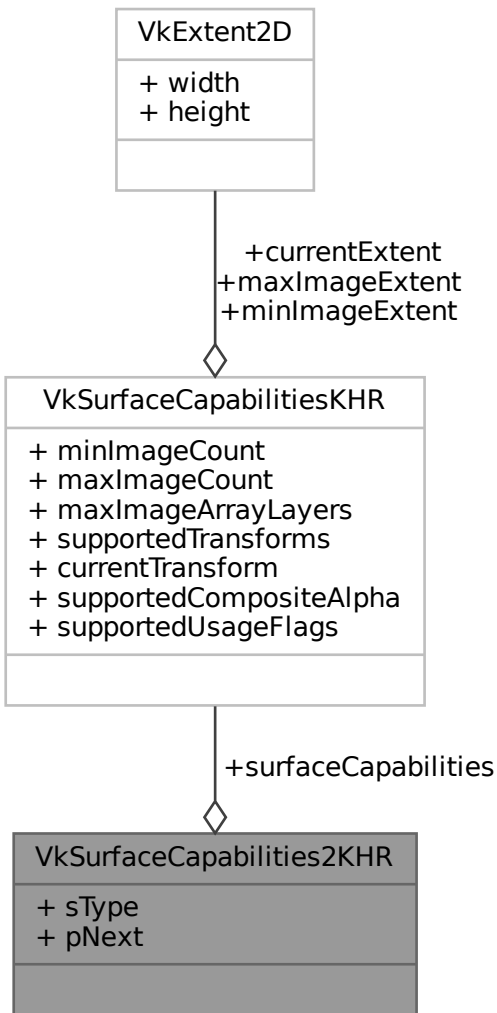 VkExtent2D
+ width
+ height
+currentExtent
+maxImageExtent
+minImageExtent
VkSurfaceCapabilitiesKHR
+ minImageCount
+ maxImageCount
+ maxImageArrayLayers
+ supportedTransforms
+ currentTransform
+ supportedCompositeAlpha
+ supportedUsageFlags
+surfaceCapabilities
VkSurfaceCapabilities2KHR
+ sType
+ pNext